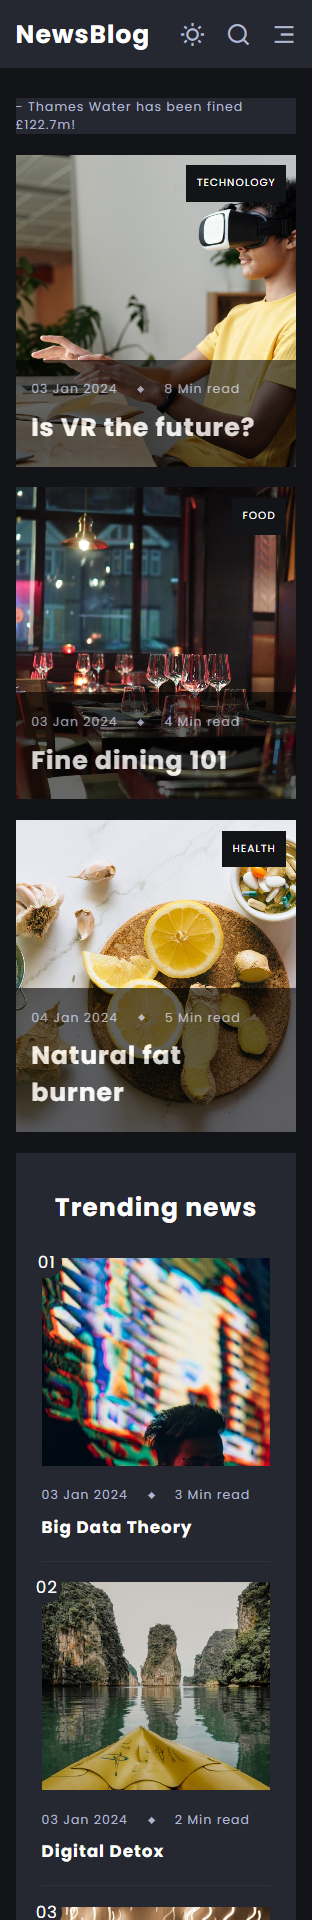 NewsBlog
- Thames Water has been fined
£122.7m!
TECHNOLOGY
03 Jan 2024 ◆ 8 Min read
Is VR the future?
FOOD
03 Jan 2024 ◆ 4 Min read
Fine dining 101
HEALTH
04 Jan 2024 ◆ 5 Min read
Natural fat
burner
Trending news
01
03 Jan 2024 ◆ 3 Min read
Big Data Theory
02
03 Jan 2024 ◆ 2 Min read
Digital Detox
03